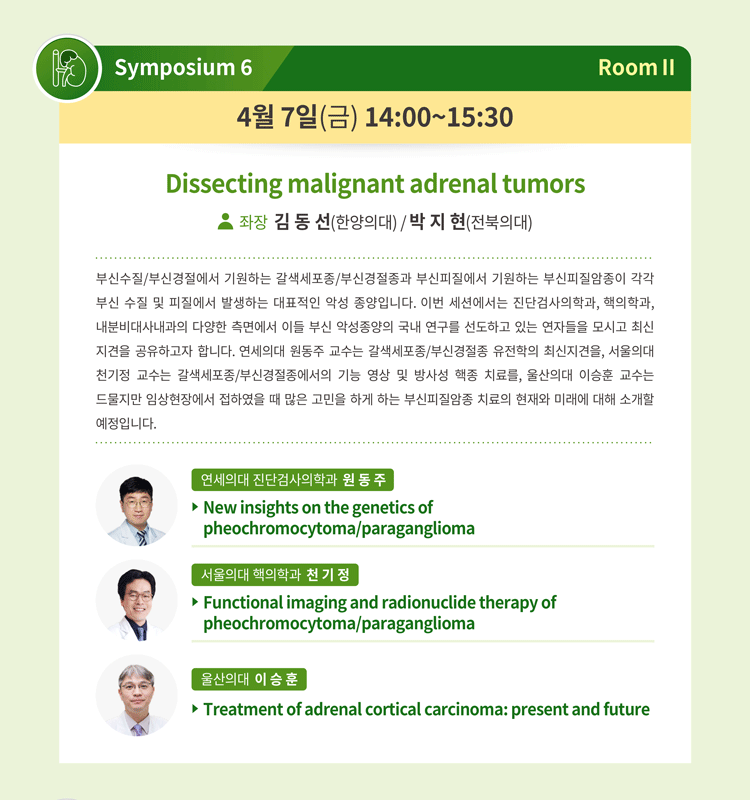 Symposium 6
Room II
4월 7일(금) 14:00~15:30
Dissecting malignant adrenal tumors
좌장 김동선(한양의대) / 박지현(전북의대)
부신수질/부신경절에서 기원하는 갈색세포종/부신경절종과 부신피질에서 기원하는 부신피질암종이 각각
부신 수질 및 피질에서 발생하는 대표적인 악성 종양입니다. 이번 세션에서는 진단검사의학과, 핵의학과,
내분비대사내과의 다양한 측면에서 이들 부신 악성종양의 국내 연구를 선도하고 있는 연자들을 모시고 최신
지견을 공유하고자 합니다. 연세의대 원동주 교수는 갈색세포종/부신경절종 유전학의 최신지견을, 서울의대
천기정 교수는 갈색세포종/부신경절종에서의 기능 영상 및 방사성 핵종 치료를, 울산의대 이승훈 교수는
드물지만 임상현장에서 접하였을 때 많은 고민을 하게 하는 부신피질암종 치료의 현재와 미래에 대해 소개할
예정입니다.
연세의대 진단검사의학과 원동주
New insights on the genetics of
pheochromocytoma/paraganglioma
서울의대 핵의학과 천기정
Functional imaging and radionuclide therapy of
pheochromocytoma/paraganglioma
울산의대 이승훈
Treatment of adrenal cortical carcinoma: present and future